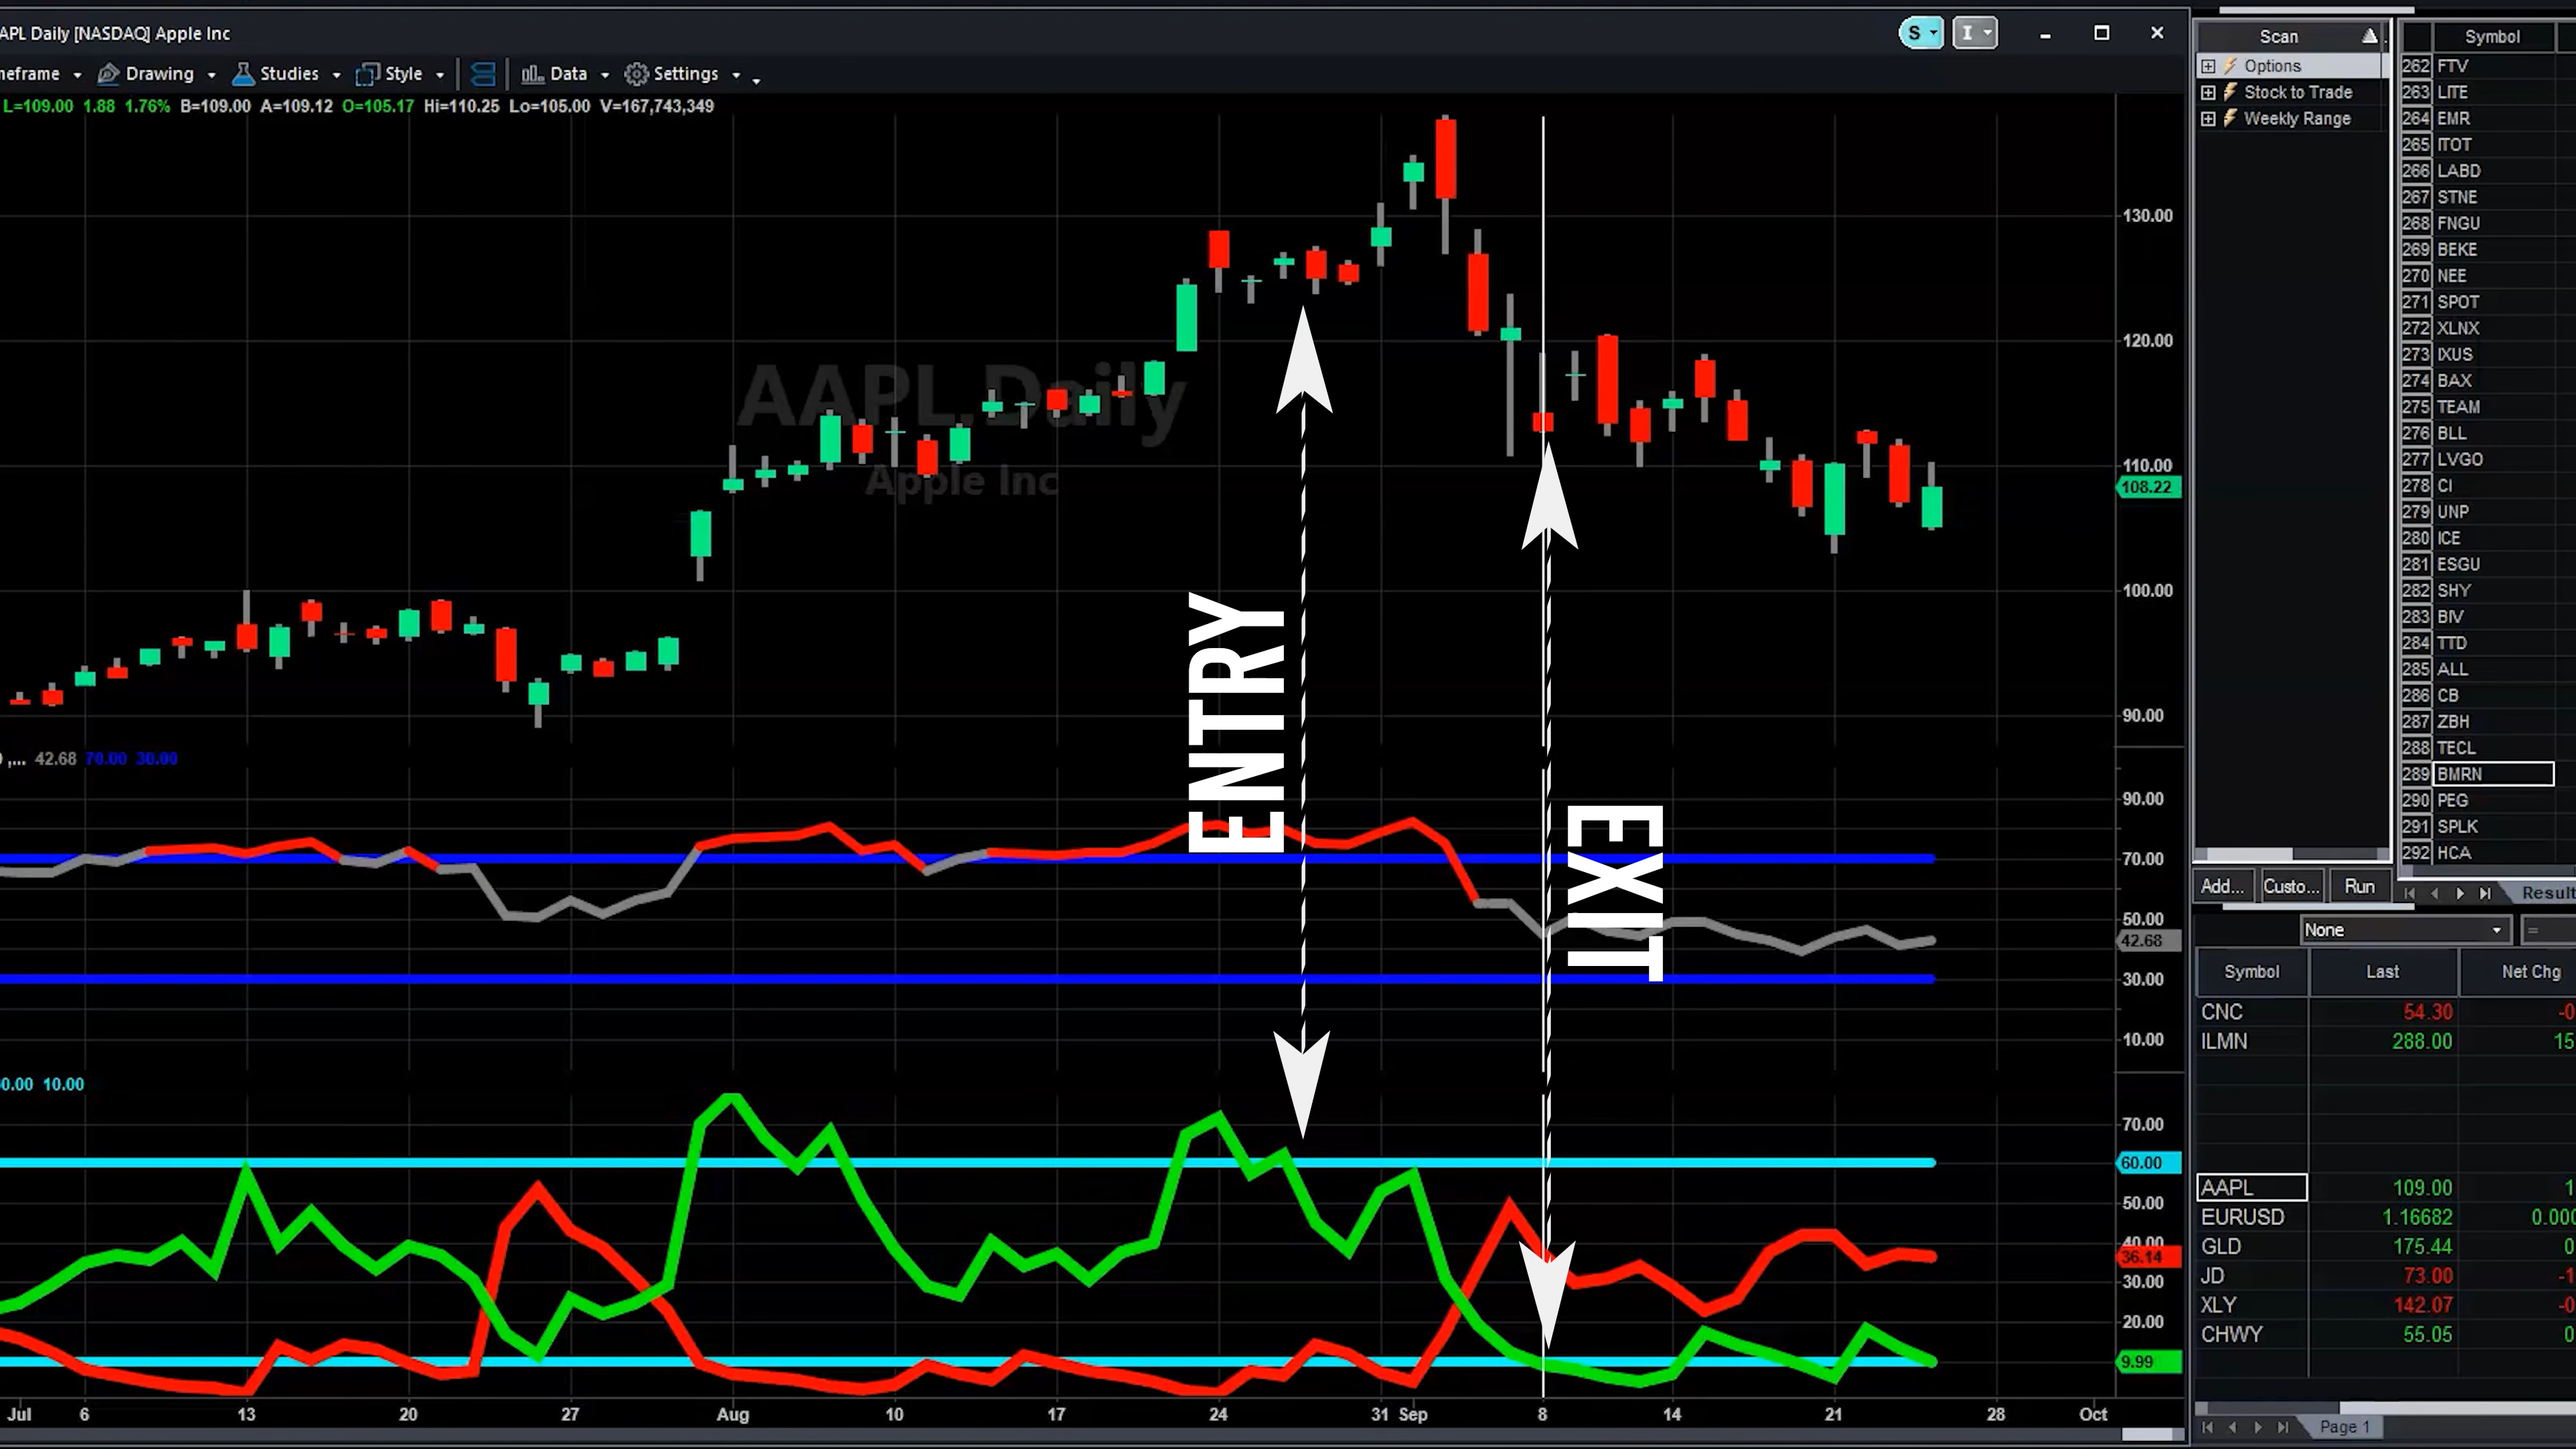 APL Daily [NASDAQ] Apple Inc
S
I
neframe
Drawing
Studies
Style
Data
Settings
L=109.00 1.88 1.76% B=109.00 A=109.12 O=105.17 Hi=110.25 Lo=105.00 V=167,743,349
AAPL.Daily
Apple Inc
130.00
120.00
110.00
108.22
100.00
90.00
ENTRY
EXIT
,... 42.68 70.00 30.00
90.00
70.00
50.00
42.68
30.00
10.00
0.00 10.00
70.00
60.00
50.00
40.00
36.14
30.00
20.00
9.99
Jul 6 13 20 27 Aug 10 17 24 31 Sep 8 14 21 28 Oct
Scan
Options
Stock to Trade
Weekly Range
Add... Custo... Run
Symbol
262 FTV
263 LITE
264 EMR
265 ITOT
266 LABD
267 STNE
268 FNGU
269 BEKE
270 NEE
271 SPOT
272 XLNX
273 IXUS
274 BAX
275 TEAM
276 BLL
277 LVGO
278 CI
279 UNP
280 ICE
281 ESGU
282 SHY
283 BIV
284 TTD
285 ALL
286 CB
287 ZBH
288 TECL
289 BMRN
290 PEG
291 SPLK
292 HCA
Result
None =
Symbol Last Net Chg
CNC 54.30 -0
ILMN 288.00 15
AAPL 109.00 1
EURUSD 1.16682 0.000
GLD 175.44 0
JD 73.00 -1
XLY 142.07 -0
CHWY 55.05 0
Page 1